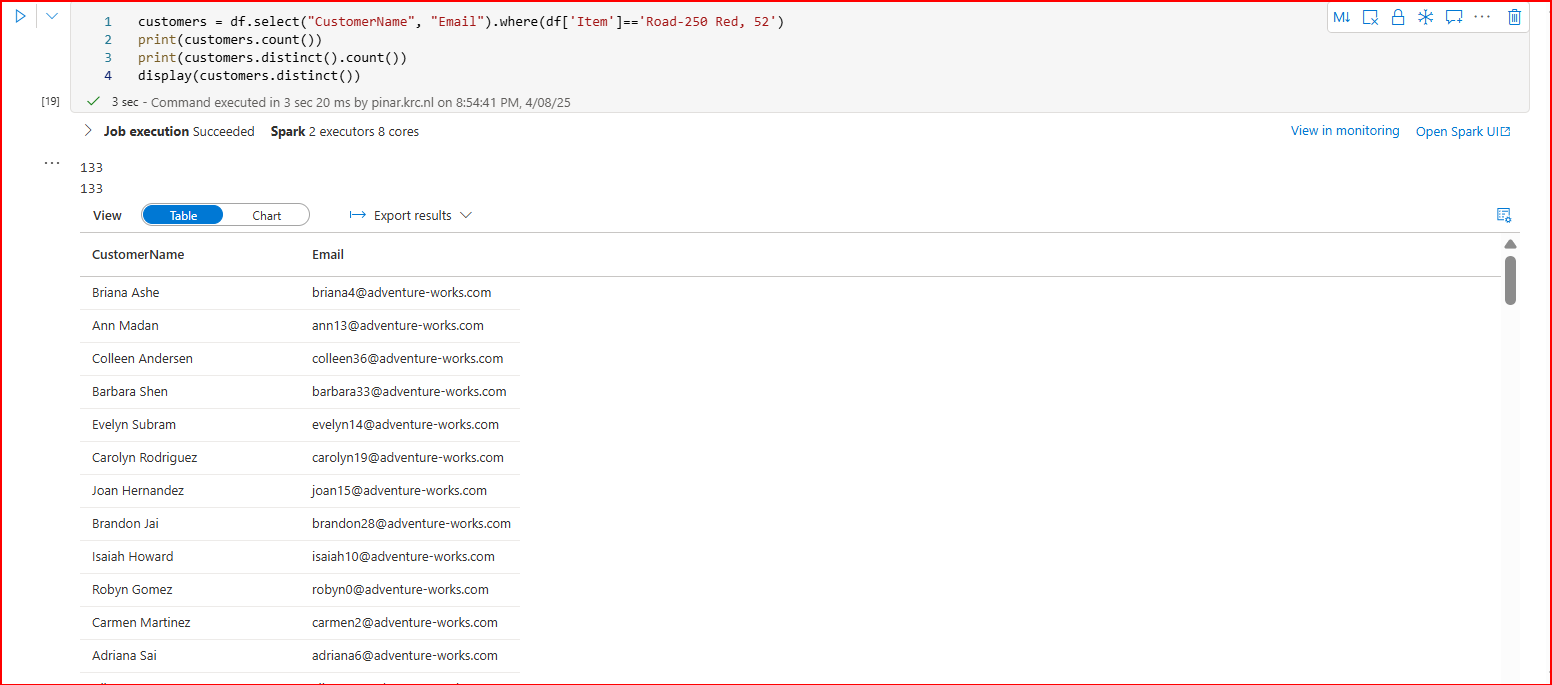 1 customers = df.select("CustomerName", "Email").where(df['Item']=='Road-250 Red, 52')
2 print(customers.count())
3 print(customers.distinct().count())
4 display(customers.distinct())
M↓
[19] 3 sec - Command executed in 3 sec 20 ms by pinar.krc.nl on 8:54:41 PM, 4/08/25
Job execution Succeeded Spark 2 executors 8 cores View in monitoring Open Spark UI
133
133
View Table Chart Export results
CustomerName Email
Briana Ashe briana4@adventure-works.com
Ann Madan ann13@adventure-works.com
Colleen Andersen colleen36@adventure-works.com
Barbara Shen barbara33@adventure-works.com
Evelyn Subram evelyn14@adventure-works.com
Carolyn Rodriguez carolyn19@adventure-works.com
Joan Hernandez joan15@adventure-works.com
Brandon Jai brandon28@adventure-works.com
Isaiah Howard isaiah10@adventure-works.com
Robyn Gomez robyn0@adventure-works.com
Carmen Martinez carmen2@adventure-works.com
Adriana Sai adriana6@adventure-works.com